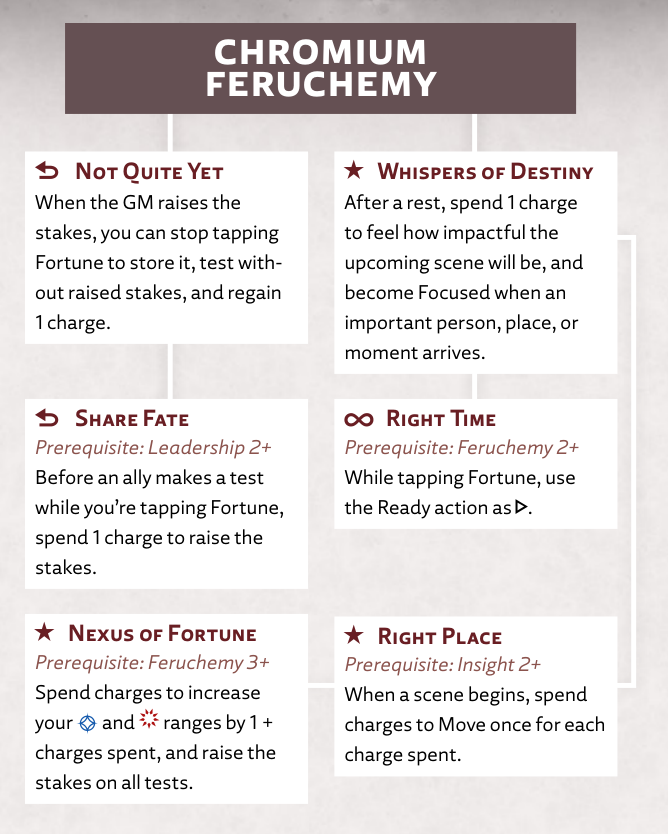 CHROMIUM
FERUCHEMY
Not Quite Yet
When the GM raises the
stakes, you can stop tapping
Fortune to store it, test with-
out raised stakes, and regain
1 charge.
Whispers of Destiny
After a rest, spend 1 charge
to feel how impactful the
upcoming scene will be, and
become Focused when an
important person, place, or
moment arrives.
Share Fate
Prerequisite: Leadership 2+
Before an ally makes a test
while you're tapping Fortune,
spend 1 charge to raise the
stakes.
Right Time
Prerequisite: Feruchemy 2+
While tapping Fortune, use
the Ready action as ▷.
Nexus of Fortune
Prerequisite: Feruchemy 3+
Spend charges to increase
your and ranges by 1 +
charges spent, and raise the
stakes on all tests.
Right Place
Prerequisite: Insight 2+
When a scene begins, spend
charges to Move once for each
charge spent.